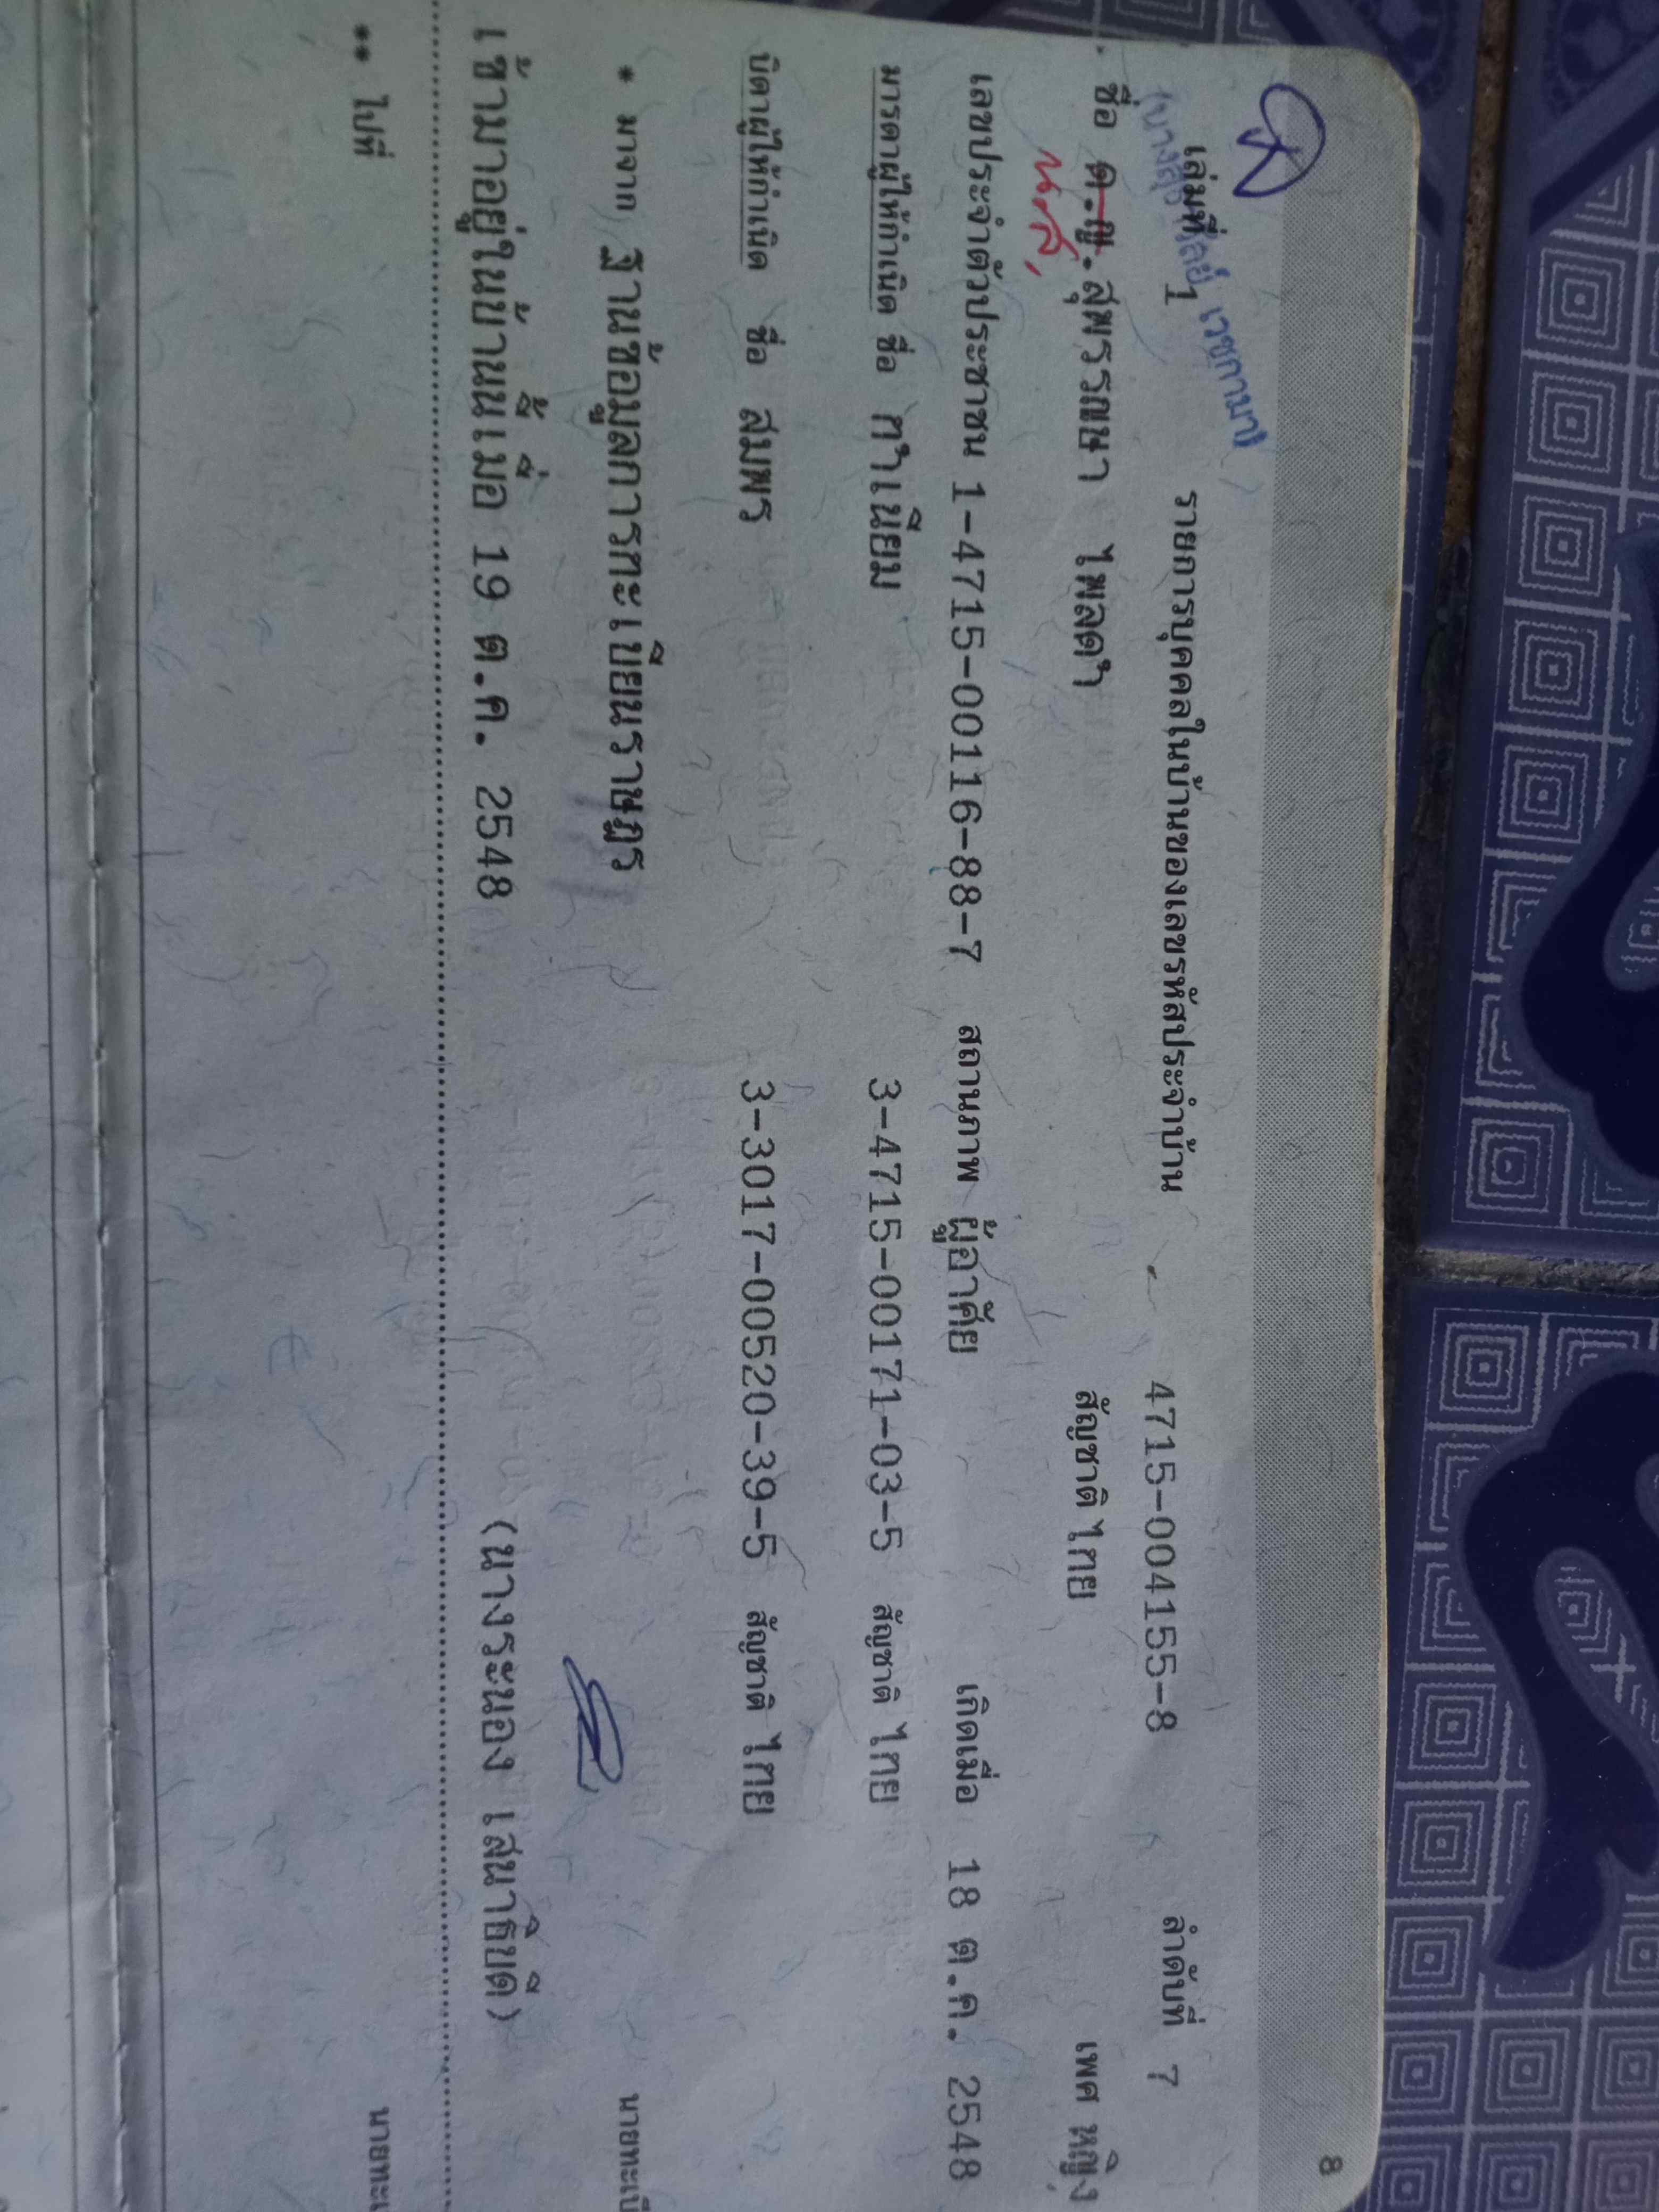 8
เล่มที่ 1 รายการบุคคลในบ้านของเลขรหัสประจำบ้าน 4715-004155-8 ลำดับที่ 7
เวชกามา)
ชื่อ ด.ญ.สุพรรณษา ไพลดำ สัญชาติ ไทย เพศ หญิง
น.ส.
เลขประจำตัวประชาชน 1-4715-00116-88-7 สถานภาพ ผู้อาศัย เกิดเมื่อ 18 ต.ค. 2548
มารดาผู้ให้กำเนิด ชื่อ คำเนียม 3-4715-00171-03-5 สัญชาติ ไทย
บิดาผู้ให้กำเนิด ชื่อ สมพร 3-3017-00520-39-5 สัญชาติ ไทย
* มาจาก ฐานข้อมูลการทะเบียนราษฎร นายทะเบี
เข้ามาอยู่ในบ้านนี้เมื่อ 19 ต.ค. 2548 (นางระนอง เสนาธิบดี)
** ไปที่ นายทะเ